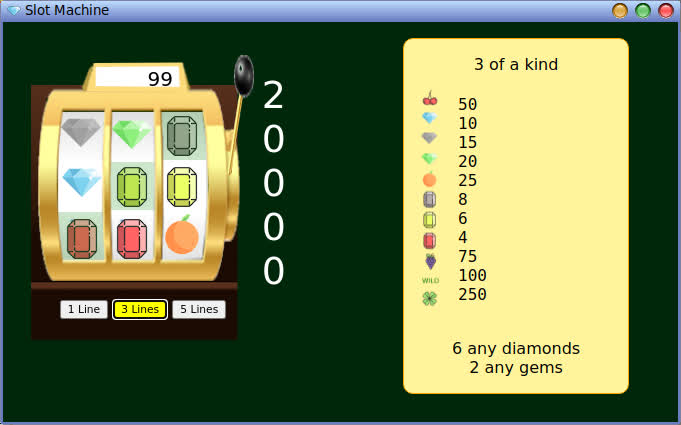 Slot Machine
99
2
0
0
0
0
1 Line
3 Lines
5 Lines
3 of a kind
50
10
15
20
25
8
6
4
75
WILD 100
250
6 any diamonds
2 any gems